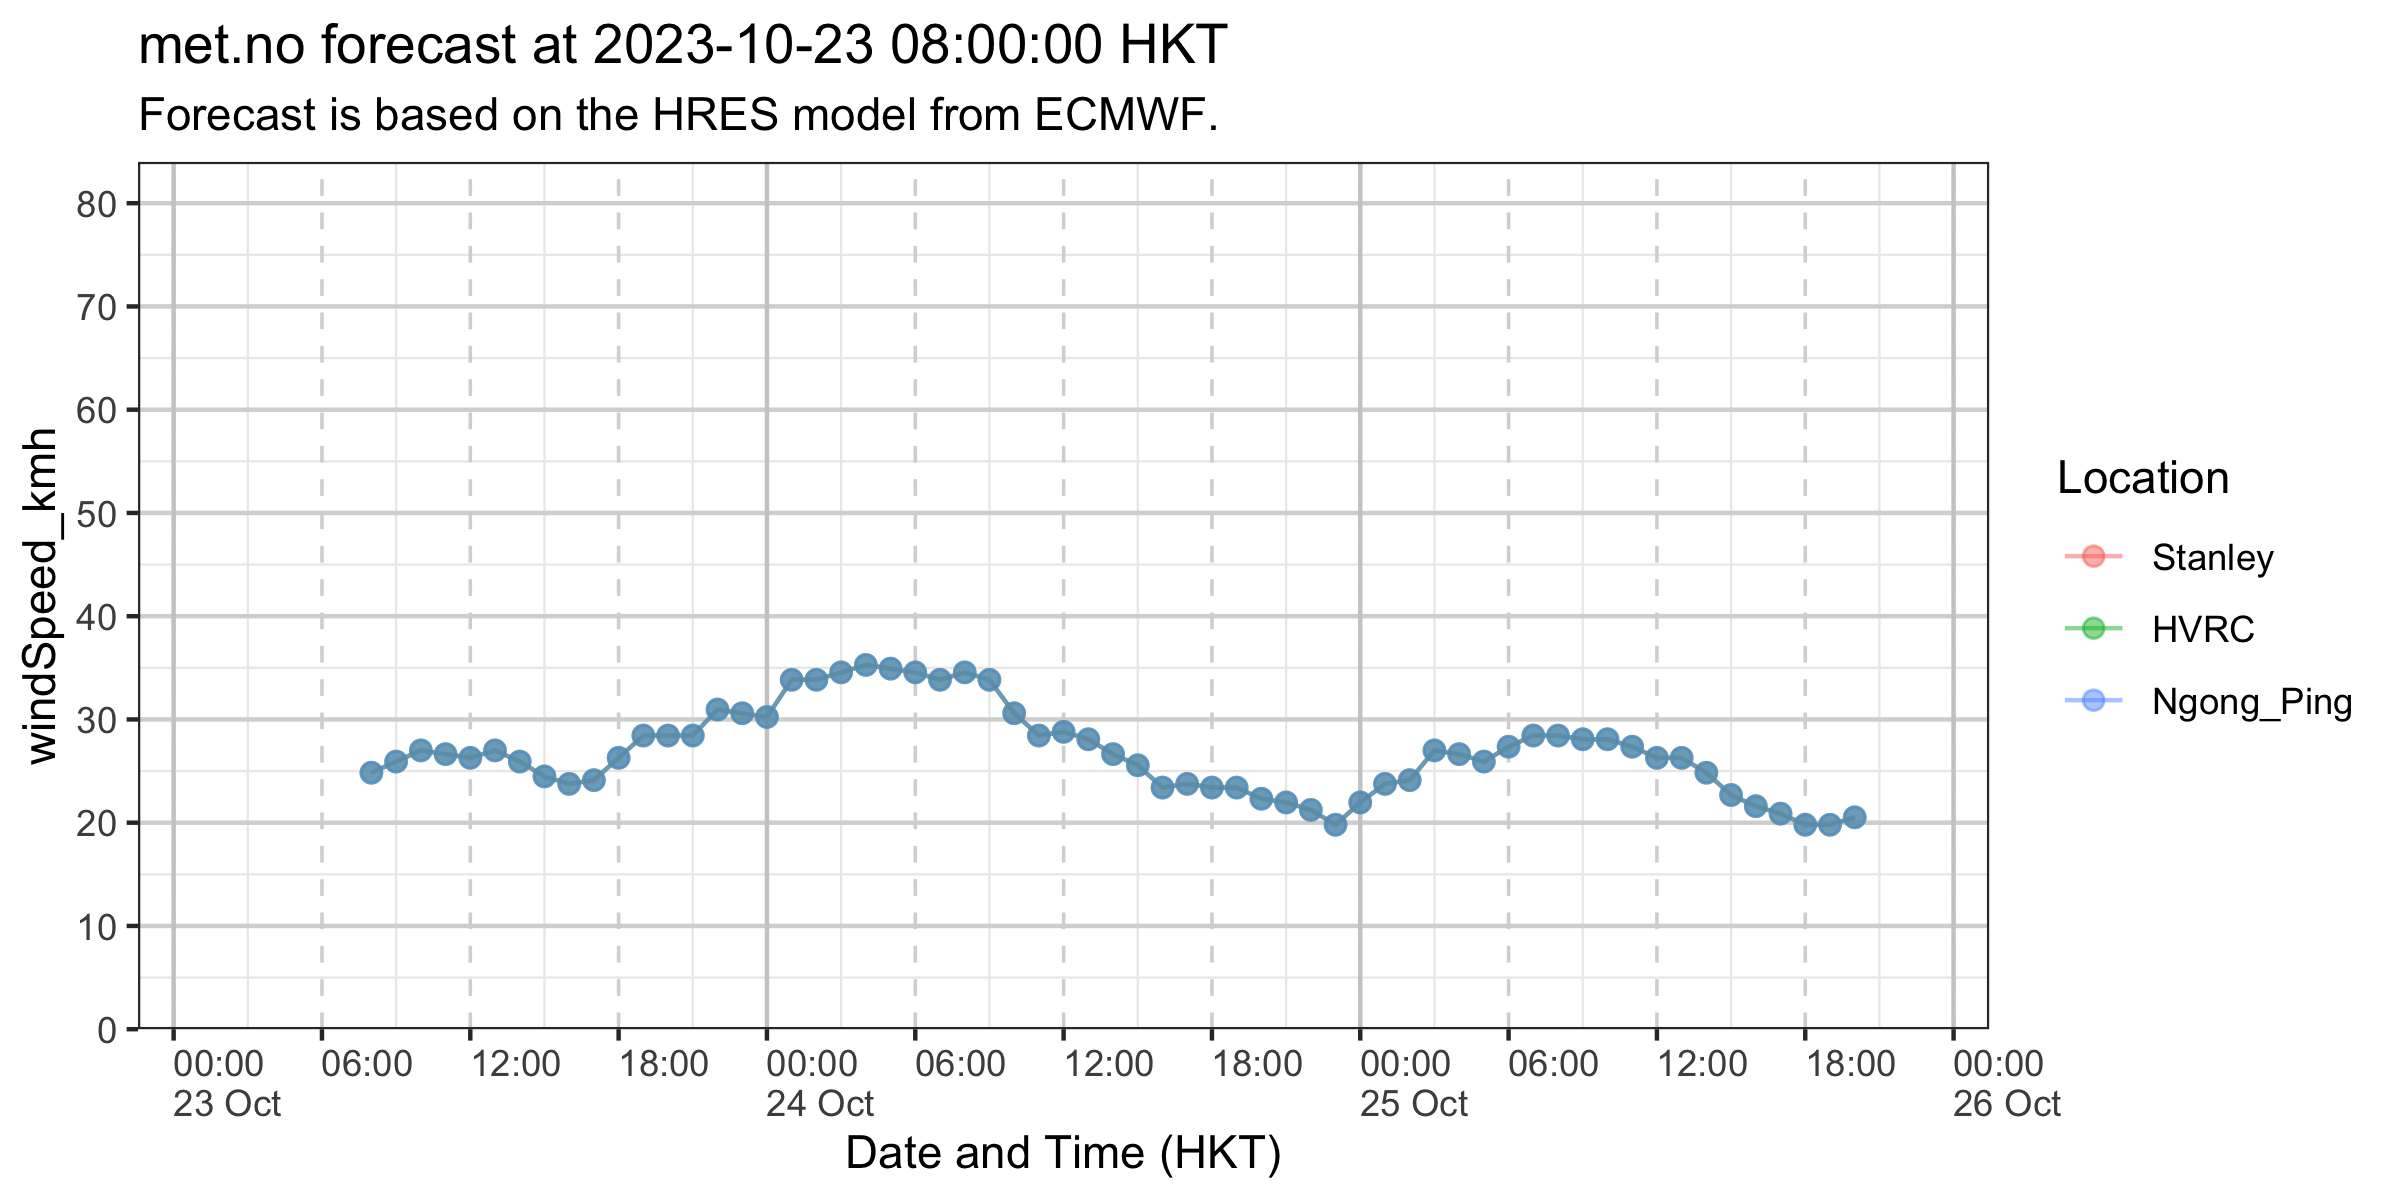 met.no forecast at 2023-10-23 08:00:00 HKT
Forecast is based on the HRES model from ECMWF.
windSpeed_kmh
80
70
60
50
40
30
20
10
0
00:00 06:00 12:00 18:00 00:00 06:00 12:00 18:00 00:00 06:00 12:00 18:00 00:00
23 Oct 24 Oct 25 Oct 26 Oct
Date and Time (HKT)
Location
Stanley
HVRC
Ngong_Ping